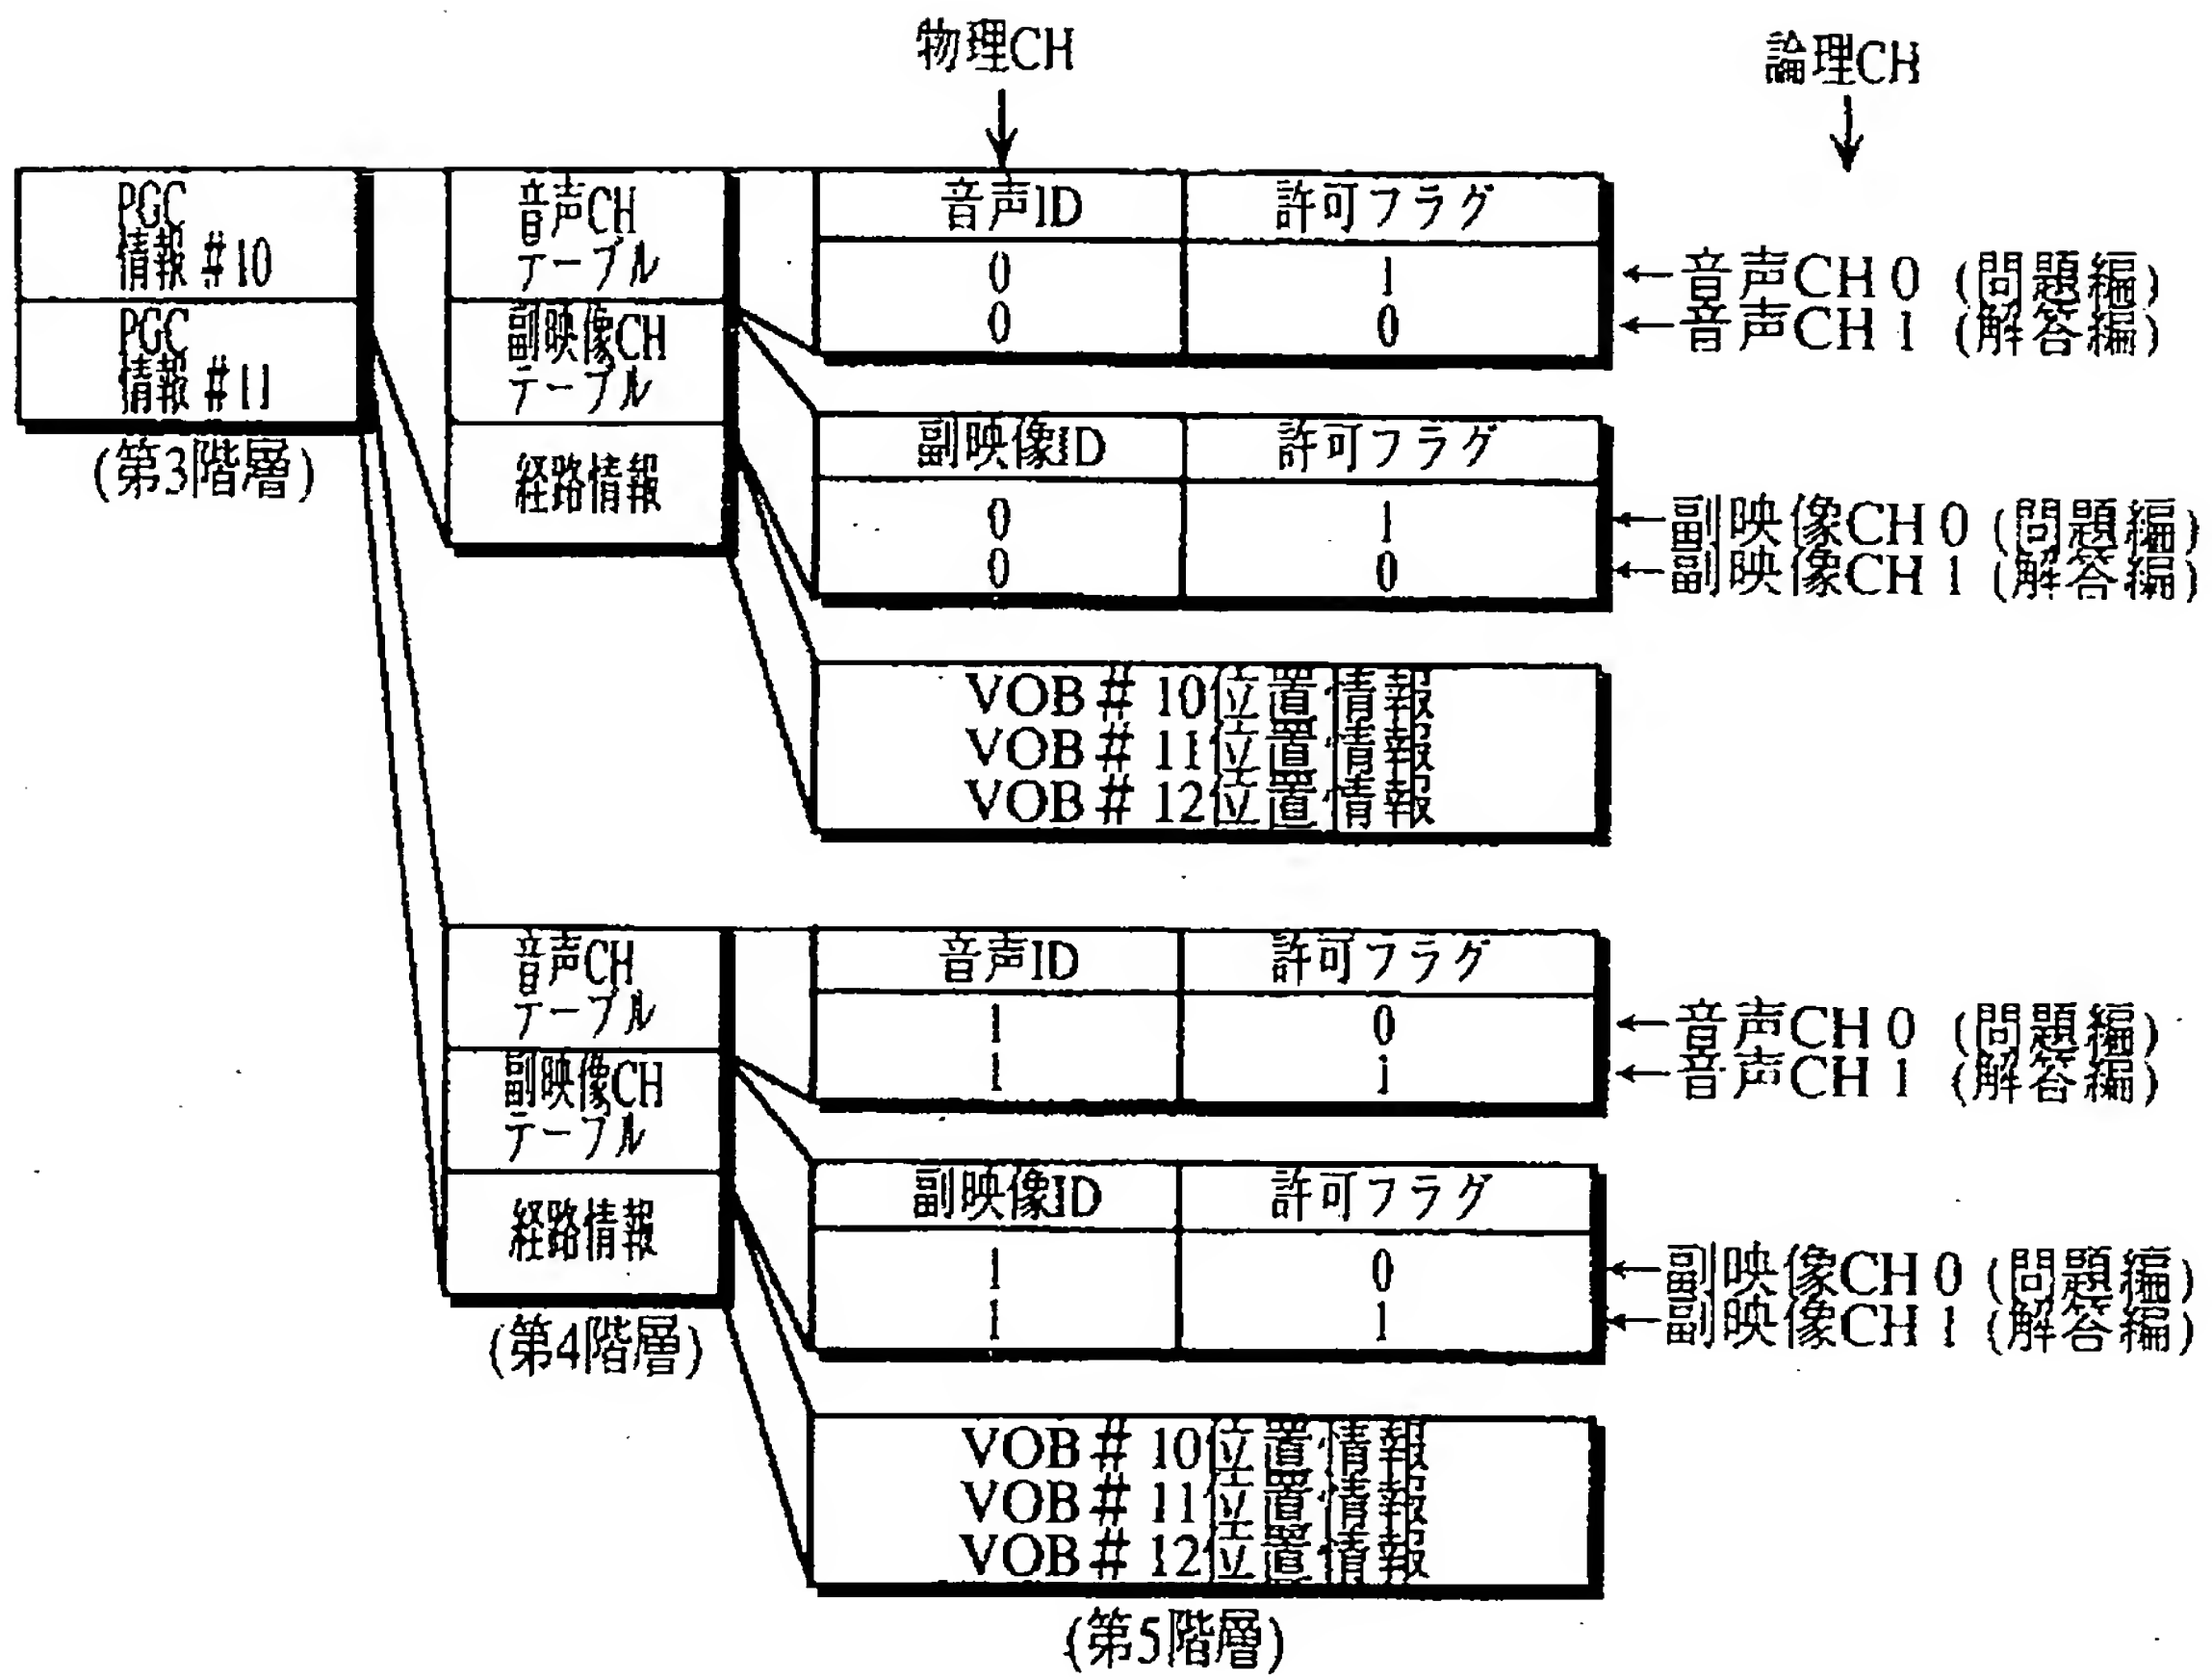 物理CH
論理CH
PGC
情報#10
PGC
情報#11
(第3階層)
音声CH
テーブル
副映像CH
テーブル
経路情報
音声ID 許可フラグ
0 1 ←音声CH 0 (問題編)
0 0 ←音声CH 1 (解答編)
副映像ID 許可フラグ
0 1 ←副映像CH 0 (問題編)
0 0 ←副映像CH 1 (解答編)
VOB#10位置情報
VOB#11位置情報
VOB#12位置情報
音声CH
テーブル
副映像CH
テーブル
経路情報
(第4階層)
音声ID 許可フラグ
1 0 ←音声CH 0 (問題編)
1 1 ←音声CH 1 (解答編)
副映像ID 許可フラグ
1 0 ←副映像CH 0 (問題編)
1 1 ←副映像CH 1 (解答編)
VOB#10位置情報
VOB#11位置情報
VOB#12位置情報
(第5階層)